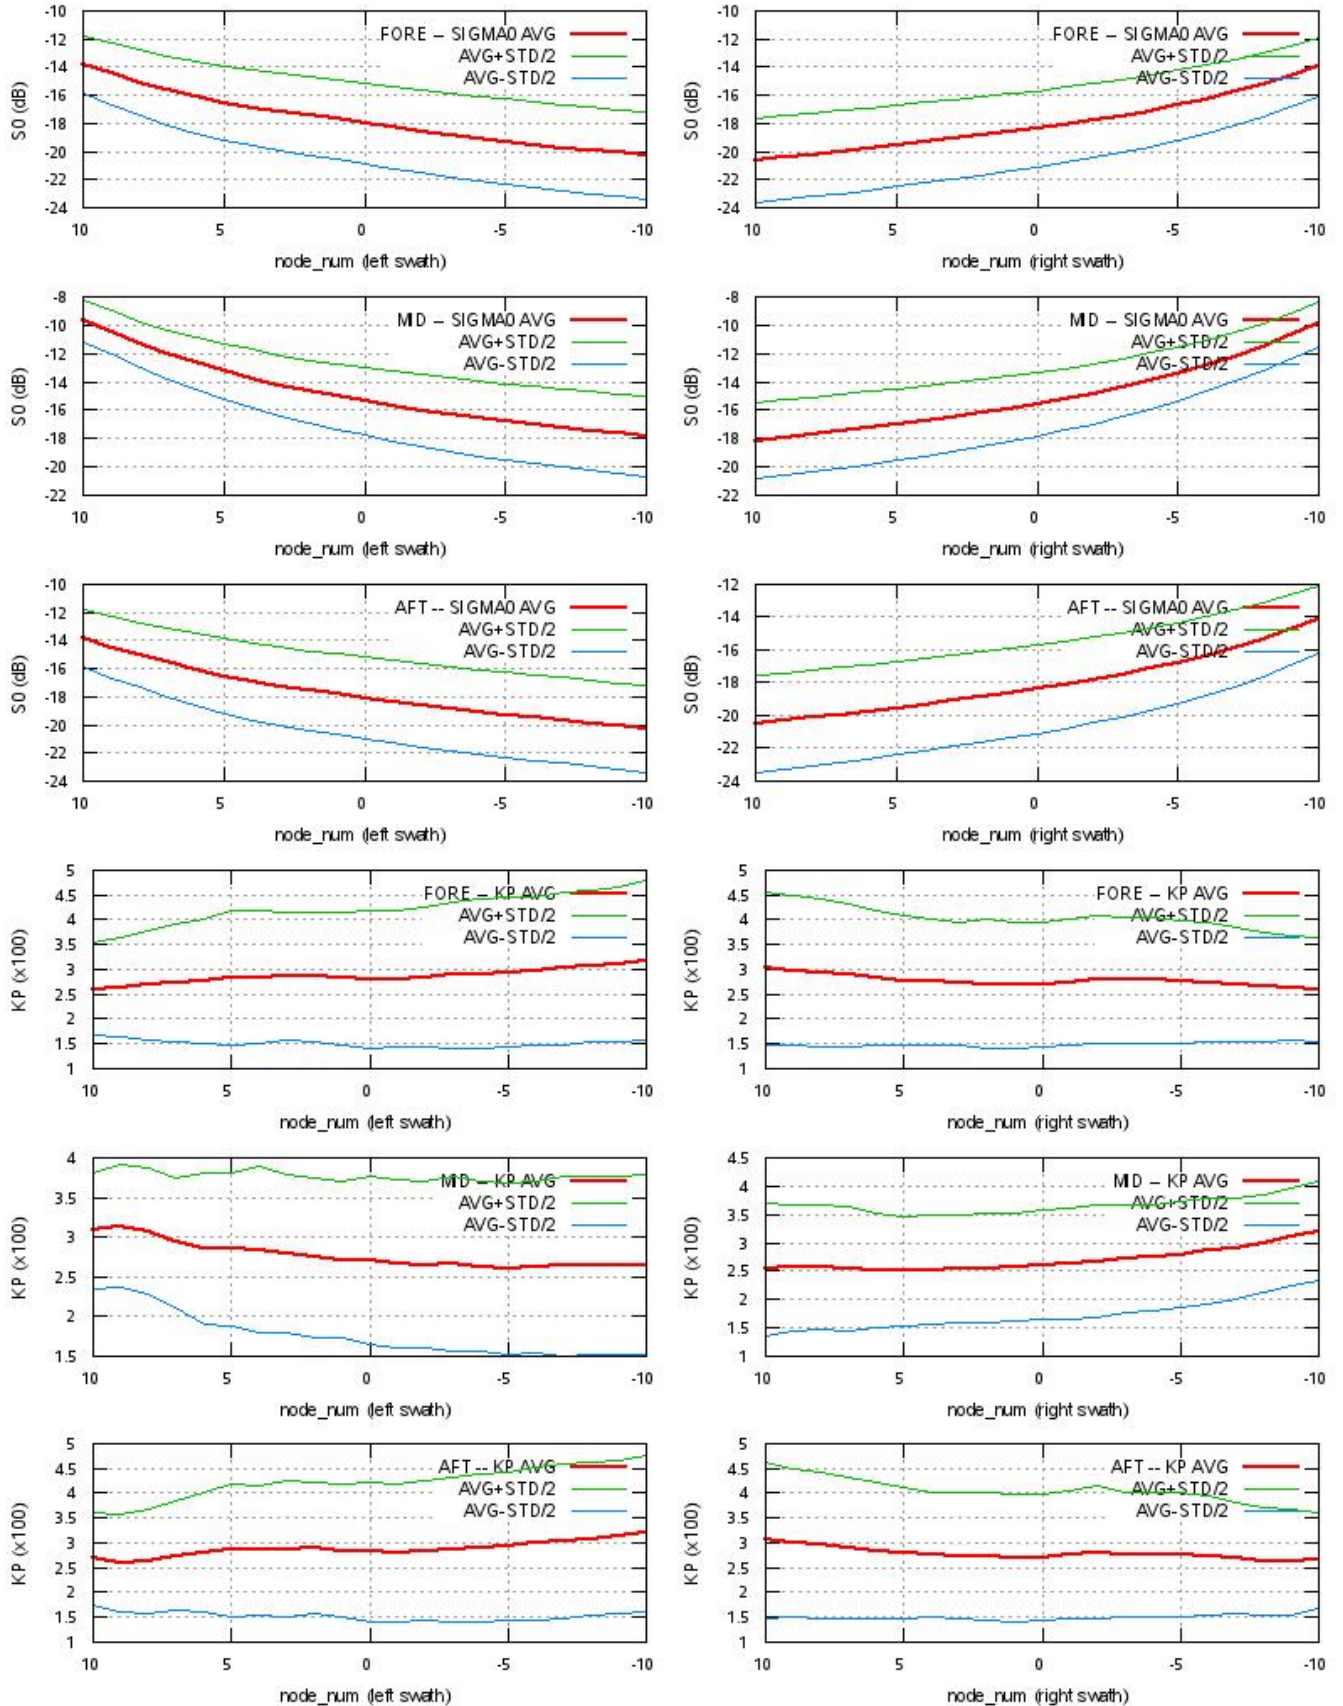 -10
-12
-14
-16
-18
-20
-22
-24
S0 (dB)
FORE -- SIGMA0 AVG
AVG+STD/2
AVG-STD/2
10 5 0 -5 -10
node_num (left swath)
-10
-12
-14
-16
-18
-20
-22
-24
S0 (dB)
FORE -- SIGMA0 AVG
AVG+STD/2
AVG-STD/2
10 5 0 -5 -10
node_num (right swath)
-8
-10
-12
-14
-16
-18
-20
-22
S0 (dB)
MID -- SIGMA0 AVG
AVG+STD/2
AVG-STD/2
10 5 0 -5 -10
node_num (left swath)
-8
-10
-12
-14
-16
-18
-20
-22
S0 (dB)
MID -- SIGMA0 AVG
AVG+STD/2
AVG-STD/2
10 5 0 -5 -10
node_num (right swath)
-10
-12
-14
-16
-18
-20
-22
-24
S0 (dB)
AFT -- SIGMA0 AVG
AVG+STD/2
AVG-STD/2
10 5 0 -5 -10
node_num (left swath)
-12
-14
-16
-18
-20
-22
-24
S0 (dB)
AFT -- SIGMA0 AVG
AVG+STD/2
AVG-STD/2
10 5 0 -5 -10
node_num (right swath)
5
4.5
4
3.5
3
2.5
2
1.5
1
KP (x100)
FORE -- KP AVG
AVG+STD/2
AVG-STD/2
10 5 0 -5 -10
node_num (left swath)
5
4.5
4
3.5
3
2.5
2
1.5
1
KP (x100)
FORE -- KP AVG
AVG+STD/2
AVG-STD/2
10 5 0 -5 -10
node_num (right swath)
4
3.5
3
2.5
2
1.5
KP (x100)
MID -- KP AVG
AVG+STD/2
AVG-STD/2
10 5 0 -5 -10
node_num (left swath)
4.5
4
3.5
3
2.5
2
1.5
1
KP (x100)
MID -- KP AVG
AVG+STD/2
AVG-STD/2
10 5 0 -5 -10
node_num (right swath)
5
4.5
4
3.5
3
2.5
2
1.5
1
KP (x100)
AFT -- KP AVG
AVG+STD/2
AVG-STD/2
10 5 0 -5 -10
node_num (left swath)
5
4.5
4
3.5
3
2.5
2
1.5
1
KP (x100)
AFT -- KP AVG
AVG+STD/2
AVG-STD/2
10 5 0 -5 -10
node_num (right swath)